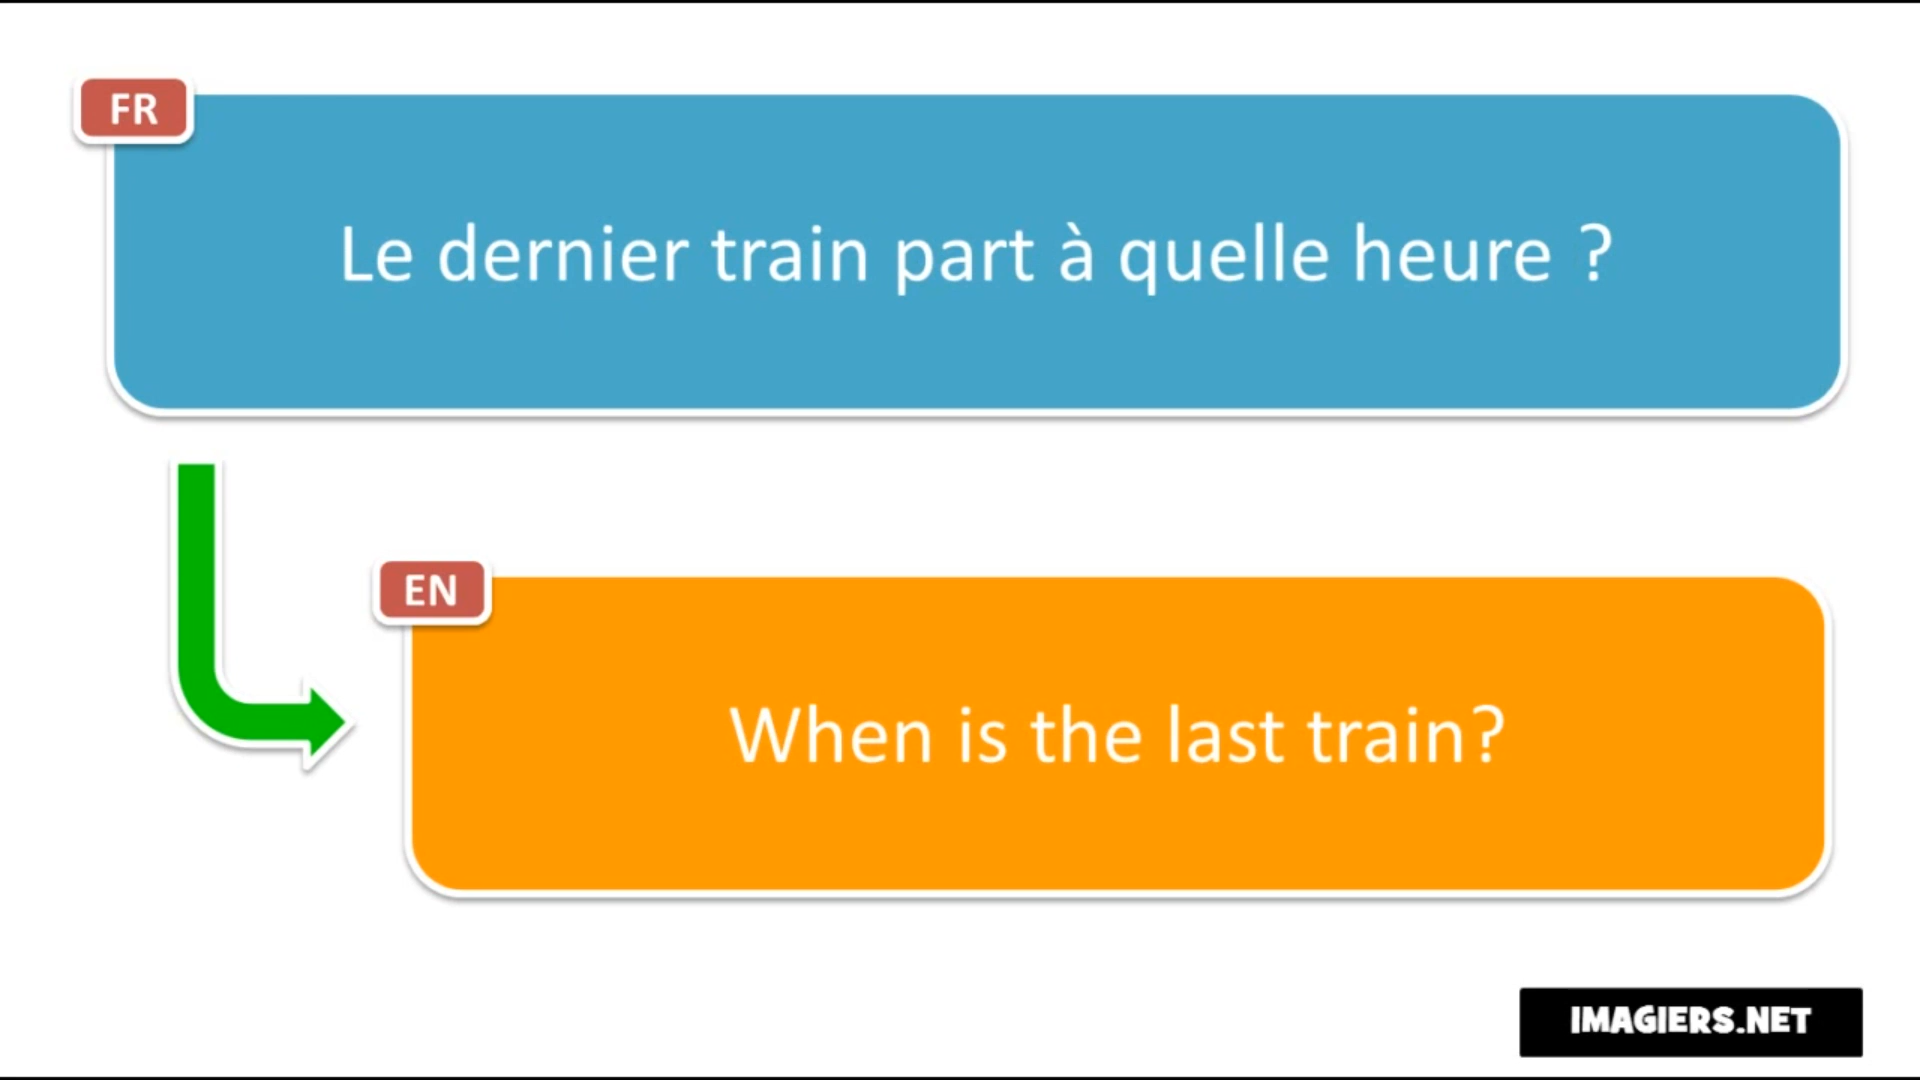 FR
Le dernier train part à quelle heure ?
EN
When is the last train?
IMAGIERS.NET